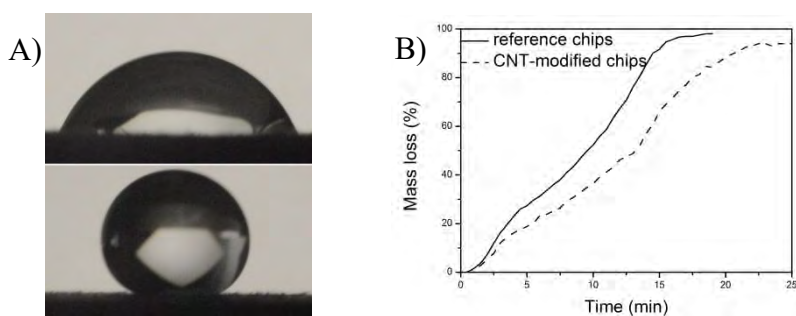 A)
B)
reference chips
CNT-modified chips
Mass loss (%)
100
80
60
40
20
0
0 5 10 15 20 25
Time (min)